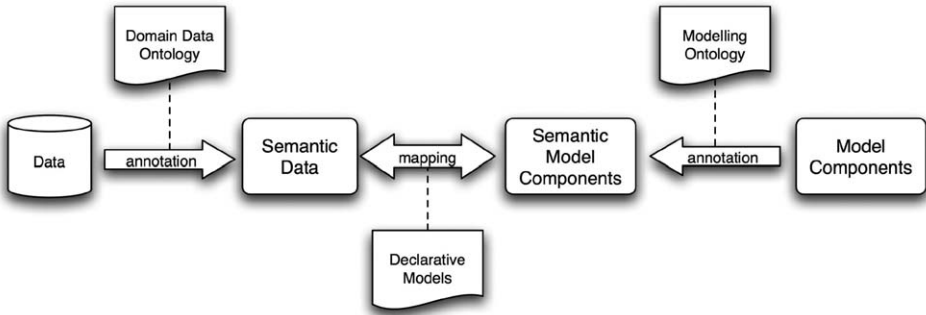 Domain Data
Ontology
Modelling
Ontology
Data
annotation
Semantic
Data
mapping
Semantic
Model
Components
annotation
Model
Components
Declarative
Models